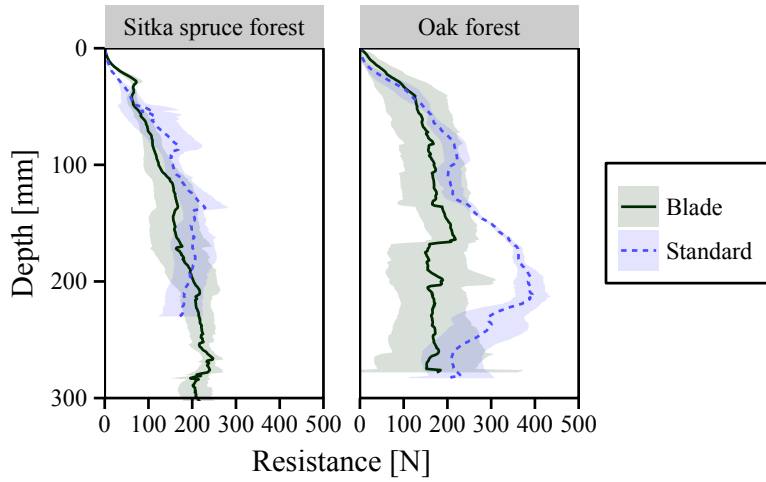 Sitka spruce forest
Oak forest
0
100
200
300
Depth [mm]
0 100 200 300 400 500
0 100 200 300 400 500
Resistance [N]
Blade
Standard